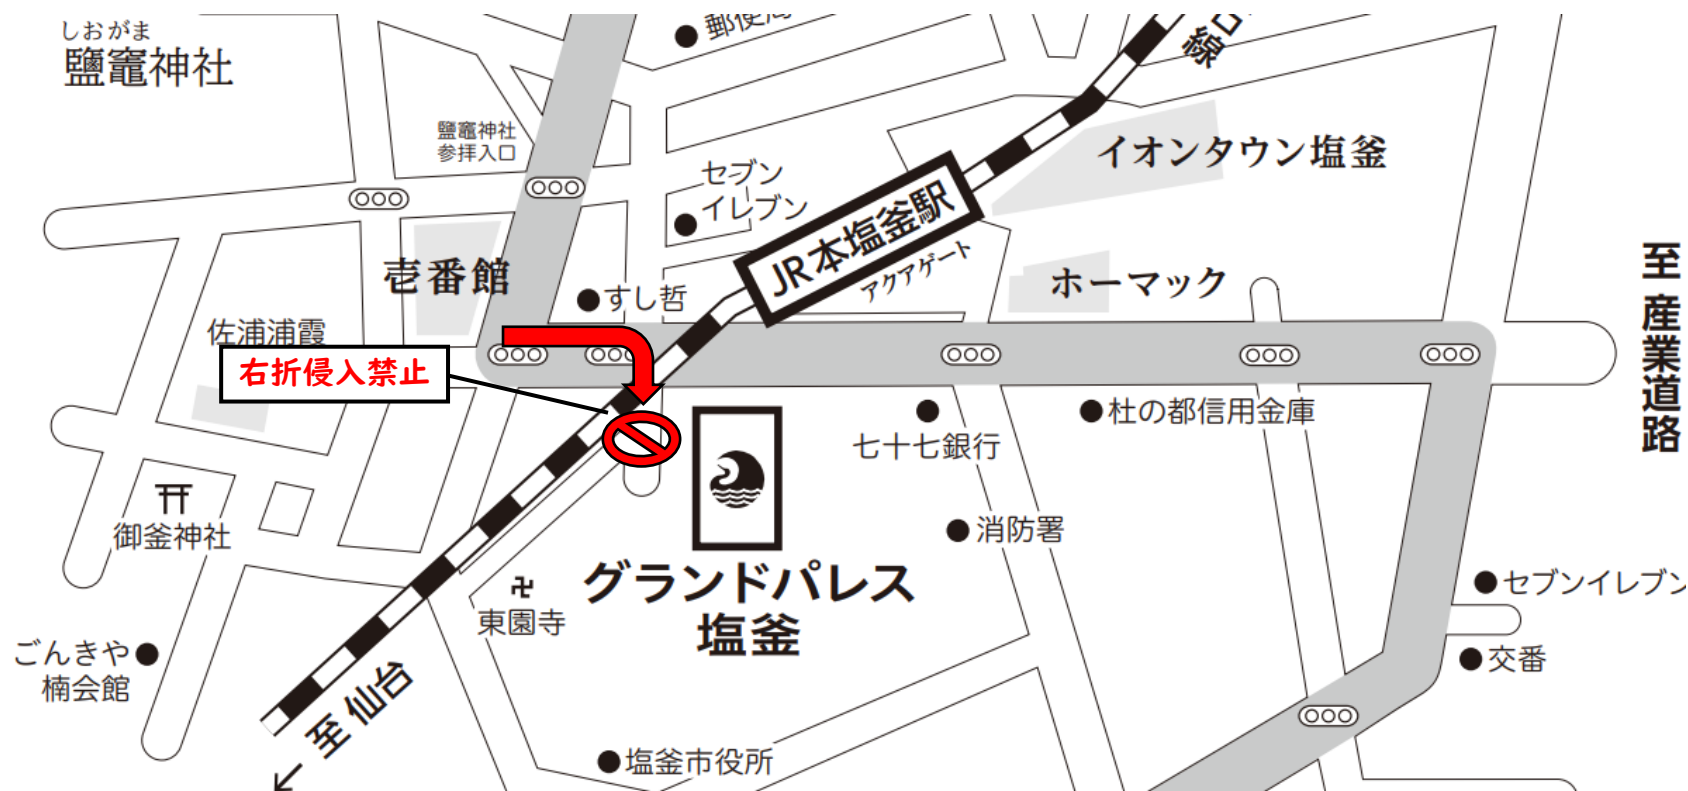 しおがま
鹽竈神社
郵便局
線
鹽竈神社
参拝入口
セブン
イレブン
イオンタウン塩釜
JR本塩釜駅
アクアゲート
壱番館
すし哲
ホーマック
至 産業道路
佐浦浦霞
右折侵入禁止
杜の都信用金庫
七十七銀行
御釜神社
消防署
グランドパレス
塩釜
東園寺
セブンイレブン
ごんきや
楠会館
交番
至 仙台
塩釜市役所